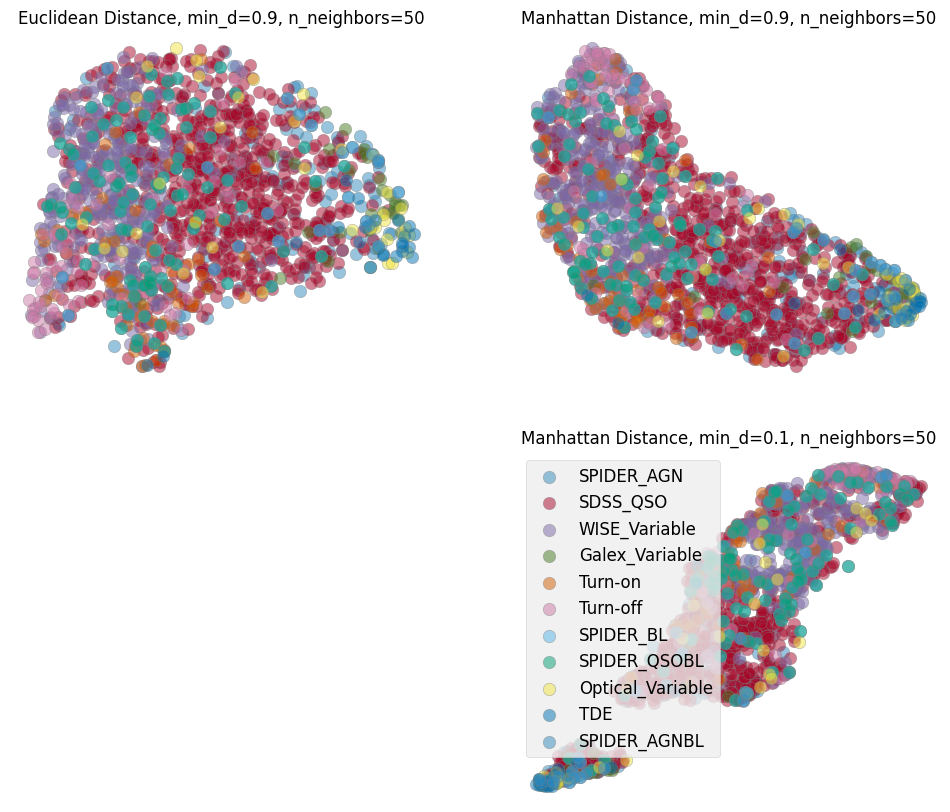 Euclidean Distance, min_d=0.9, n_neighbors=50
Manhattan Distance, min_d=0.9, n_neighbors=50
Manhattan Distance, min_d=0.1, n_neighbors=50
SPIDER_AGN
SDSS_QSO
WISE_Variable
Galex_Variable
Turn-on
Turn-off
SPIDER_BL
SPIDER_QSOBL
Optical_Variable
TDE
SPIDER_AGNBL